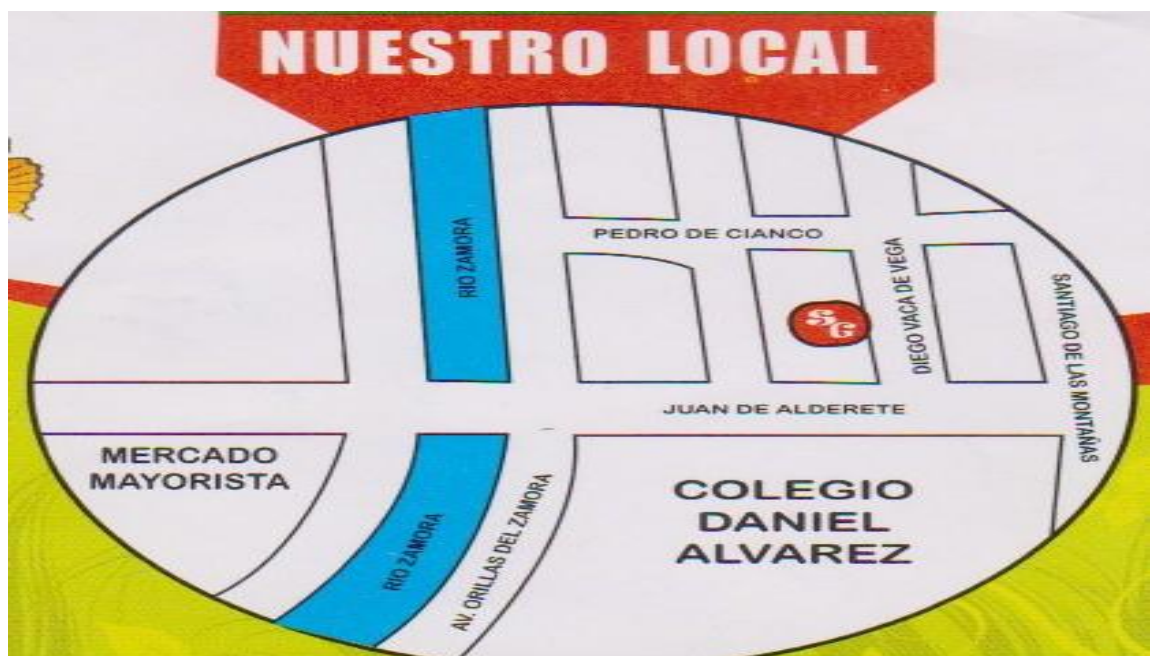 NUESTRO LOCAL
RIO ZAMORA
PEDRO DE CIANCO
DIEGO VACA DE VEGA
SANTIAGO DE LAS MONTAÑAS
SG
JUAN DE ALDERETE
MERCADO
MAYORISTA
RIO ZAMORA
AV. ORILLAS DEL ZAMORA
COLEGIO
DANIEL
ALVAREZ